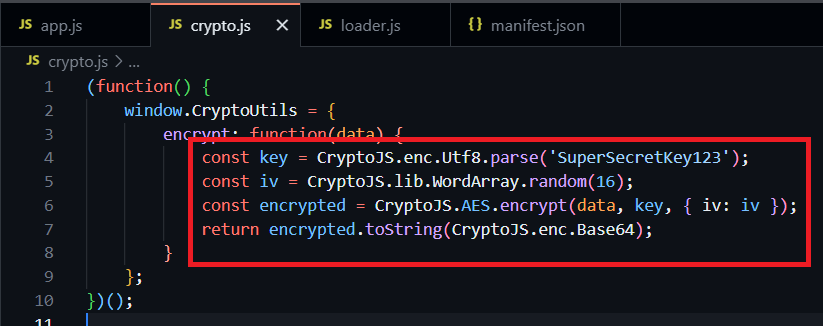 JS app.js JS crypto.js × JS loader.js {} manifest.json
JS crypto.js > ...
1 (function() {
2 window.CryptoUtils = {
3 encrypt: function(data) {
4 const key = CryptoJS.enc.Utf8.parse('SuperSecretKey123');
5 const iv = CryptoJS.lib.WordArray.random(16);
6 const encrypted = CryptoJS.AES.encrypt(data, key, { iv: iv });
7 return encrypted.toString(CryptoJS.enc.Base64);
8 }
9 };
10 })();
11